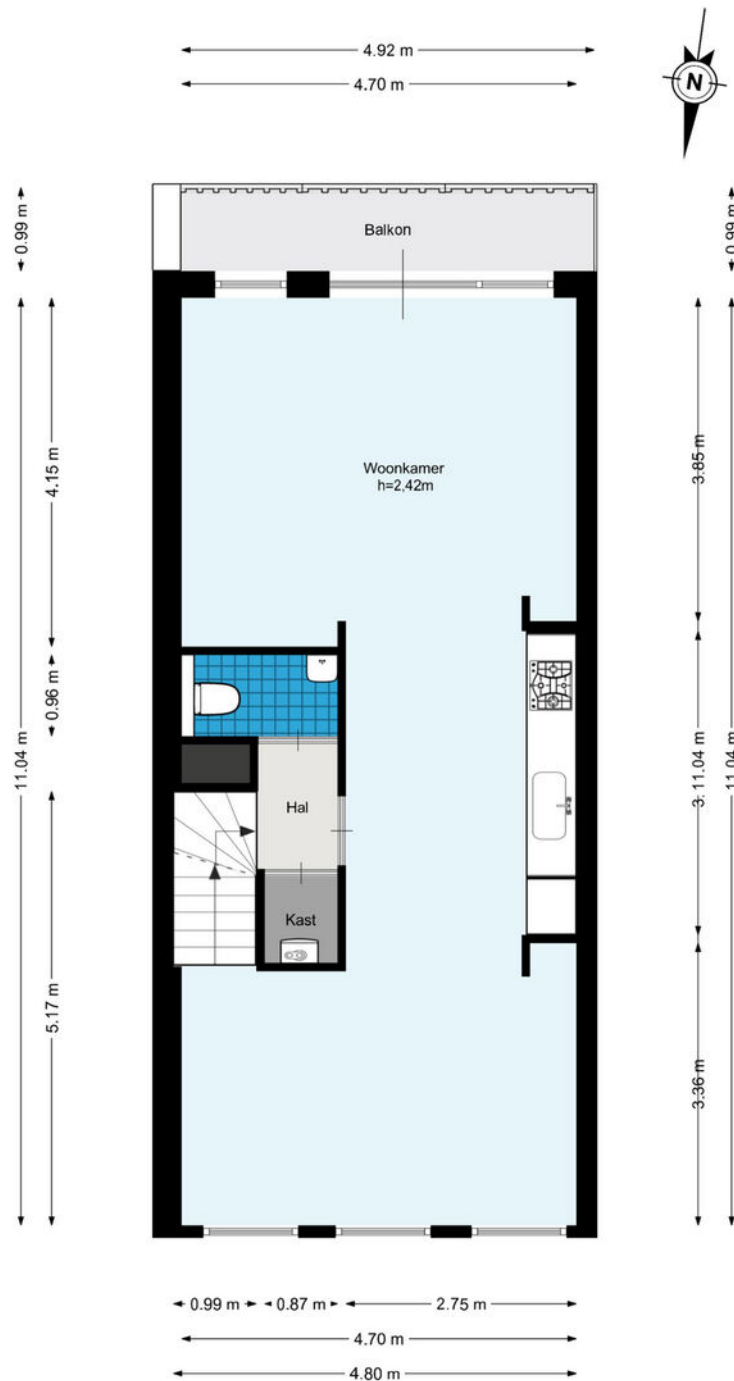 4.92 m
4.70 m
N
0.99 m
0.99 m
Balkon
4.15 m
3.85 m
Woonkamer
h=2,42m
0.96 m
11.04 m
3.
11.04 m
11.04 m
Hal
Kast
5.17 m
3.36 m
0.99 m
0.87 m
2.75 m
4.70 m
4.80 m